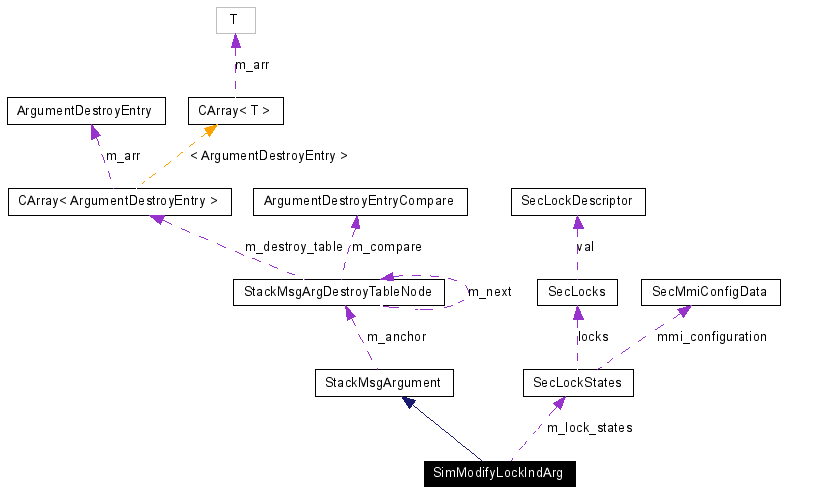 T
m_arr
ArgumentDestroyEntry
CArray< T >
m_arr
< ArgumentDestroyEntry >
CArray< ArgumentDestroyEntry >
ArgumentDestroyEntryCompare
SecLockDescriptor
m_destroy_table
m_compare
val
StackMsgArgDestroyTableNode
m_next
SecLocks
SecMmiConfigData
m_anchor
locks
mmi_configuration
StackMsgArgument
SecLockStates
m_lock_states
SimModifyLockIndArg